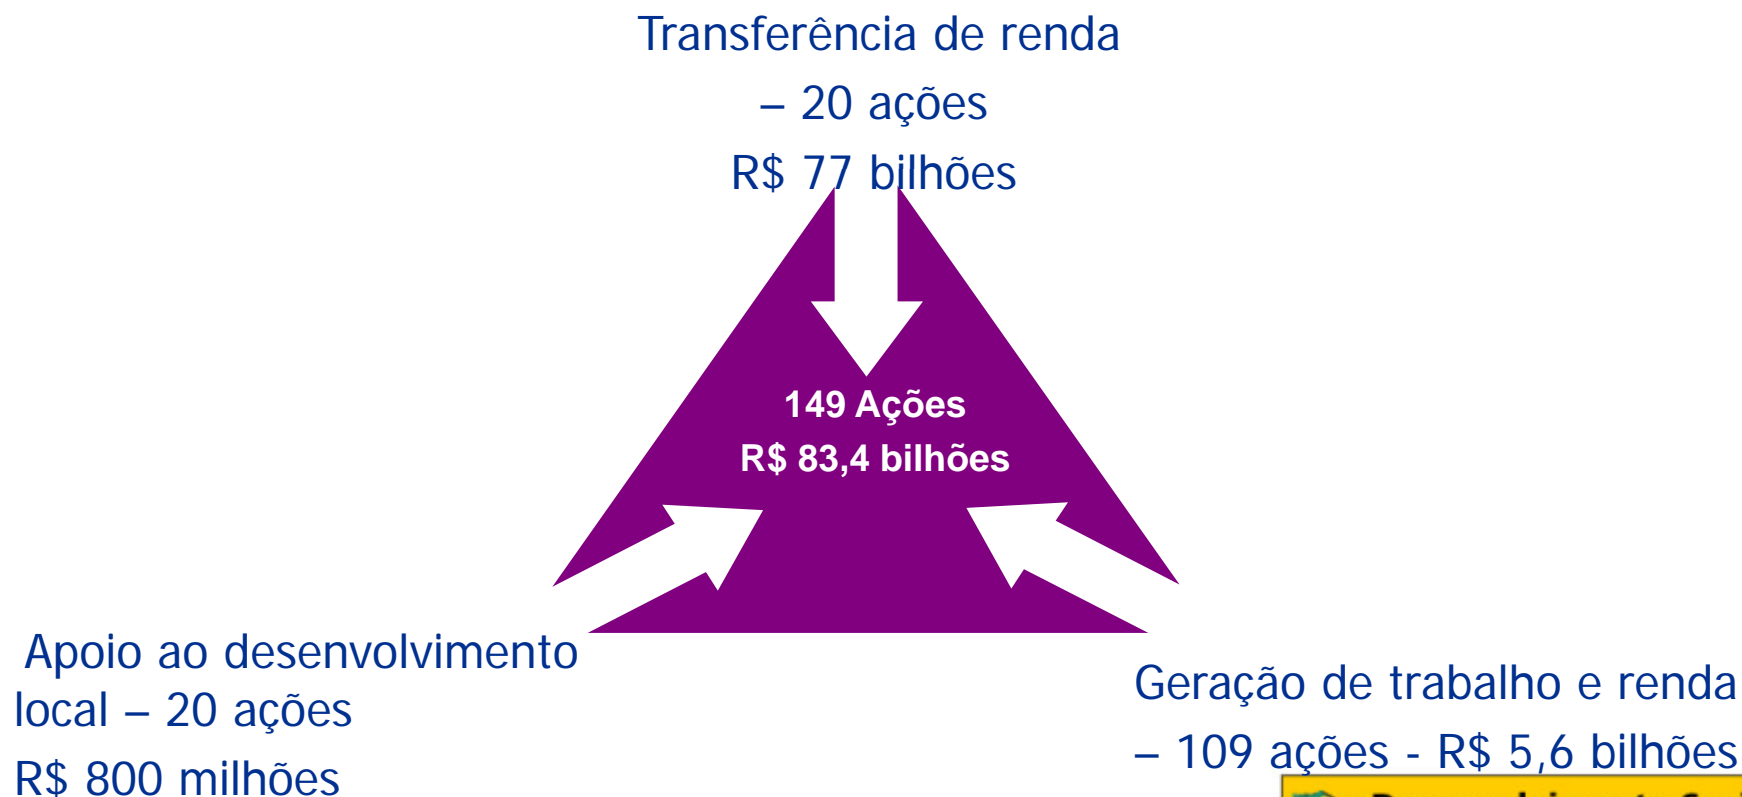 Transferência de renda
– 20 ações
R$ 77 bilhões
149 Ações
R$ 83,4 bilhões
Apoio ao desenvolvimento
local – 20 ações
R$ 800 milhões
Geração de trabalho e renda
– 109 ações - R$ 5,6 bilhões